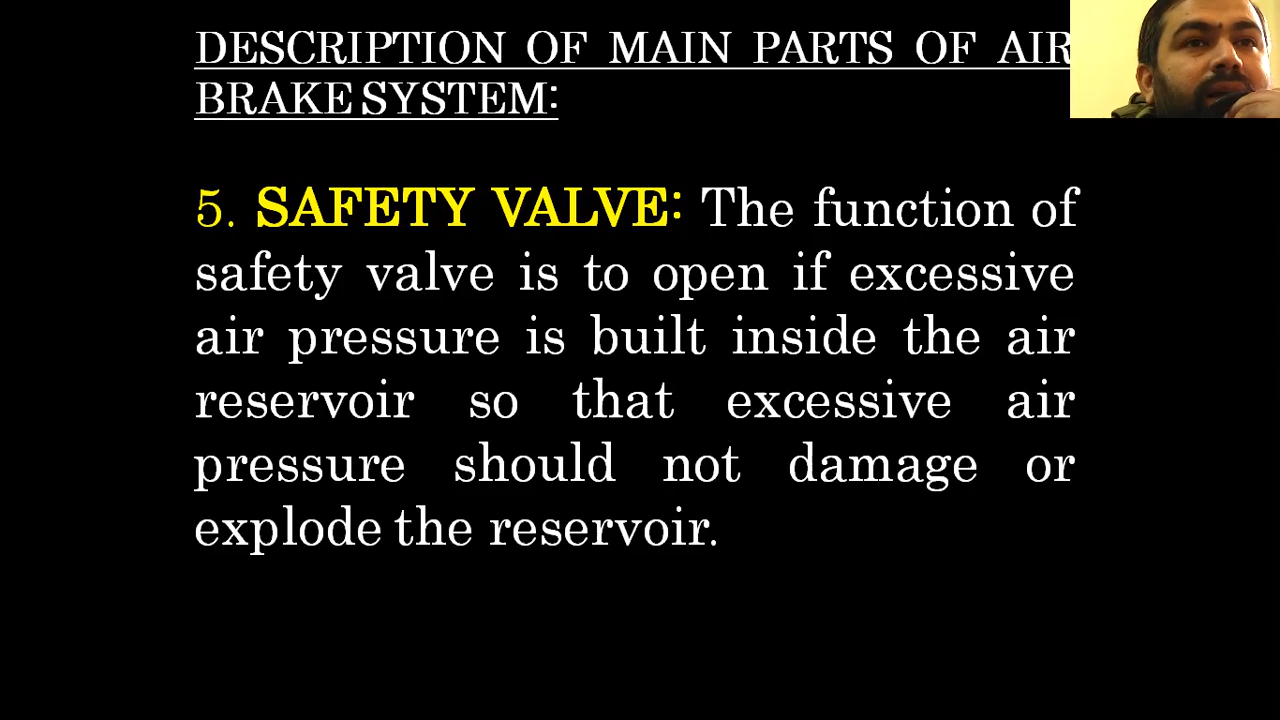 DESCRIPTION OF MAIN PARTS OF AIR
BRAKE SYSTEM:
5. SAFETY VALVE: The function of
safety valve is to open if excessive
air pressure is built inside the air
reservoir so that excessive air
pressure should not damage or
explode the reservoir.